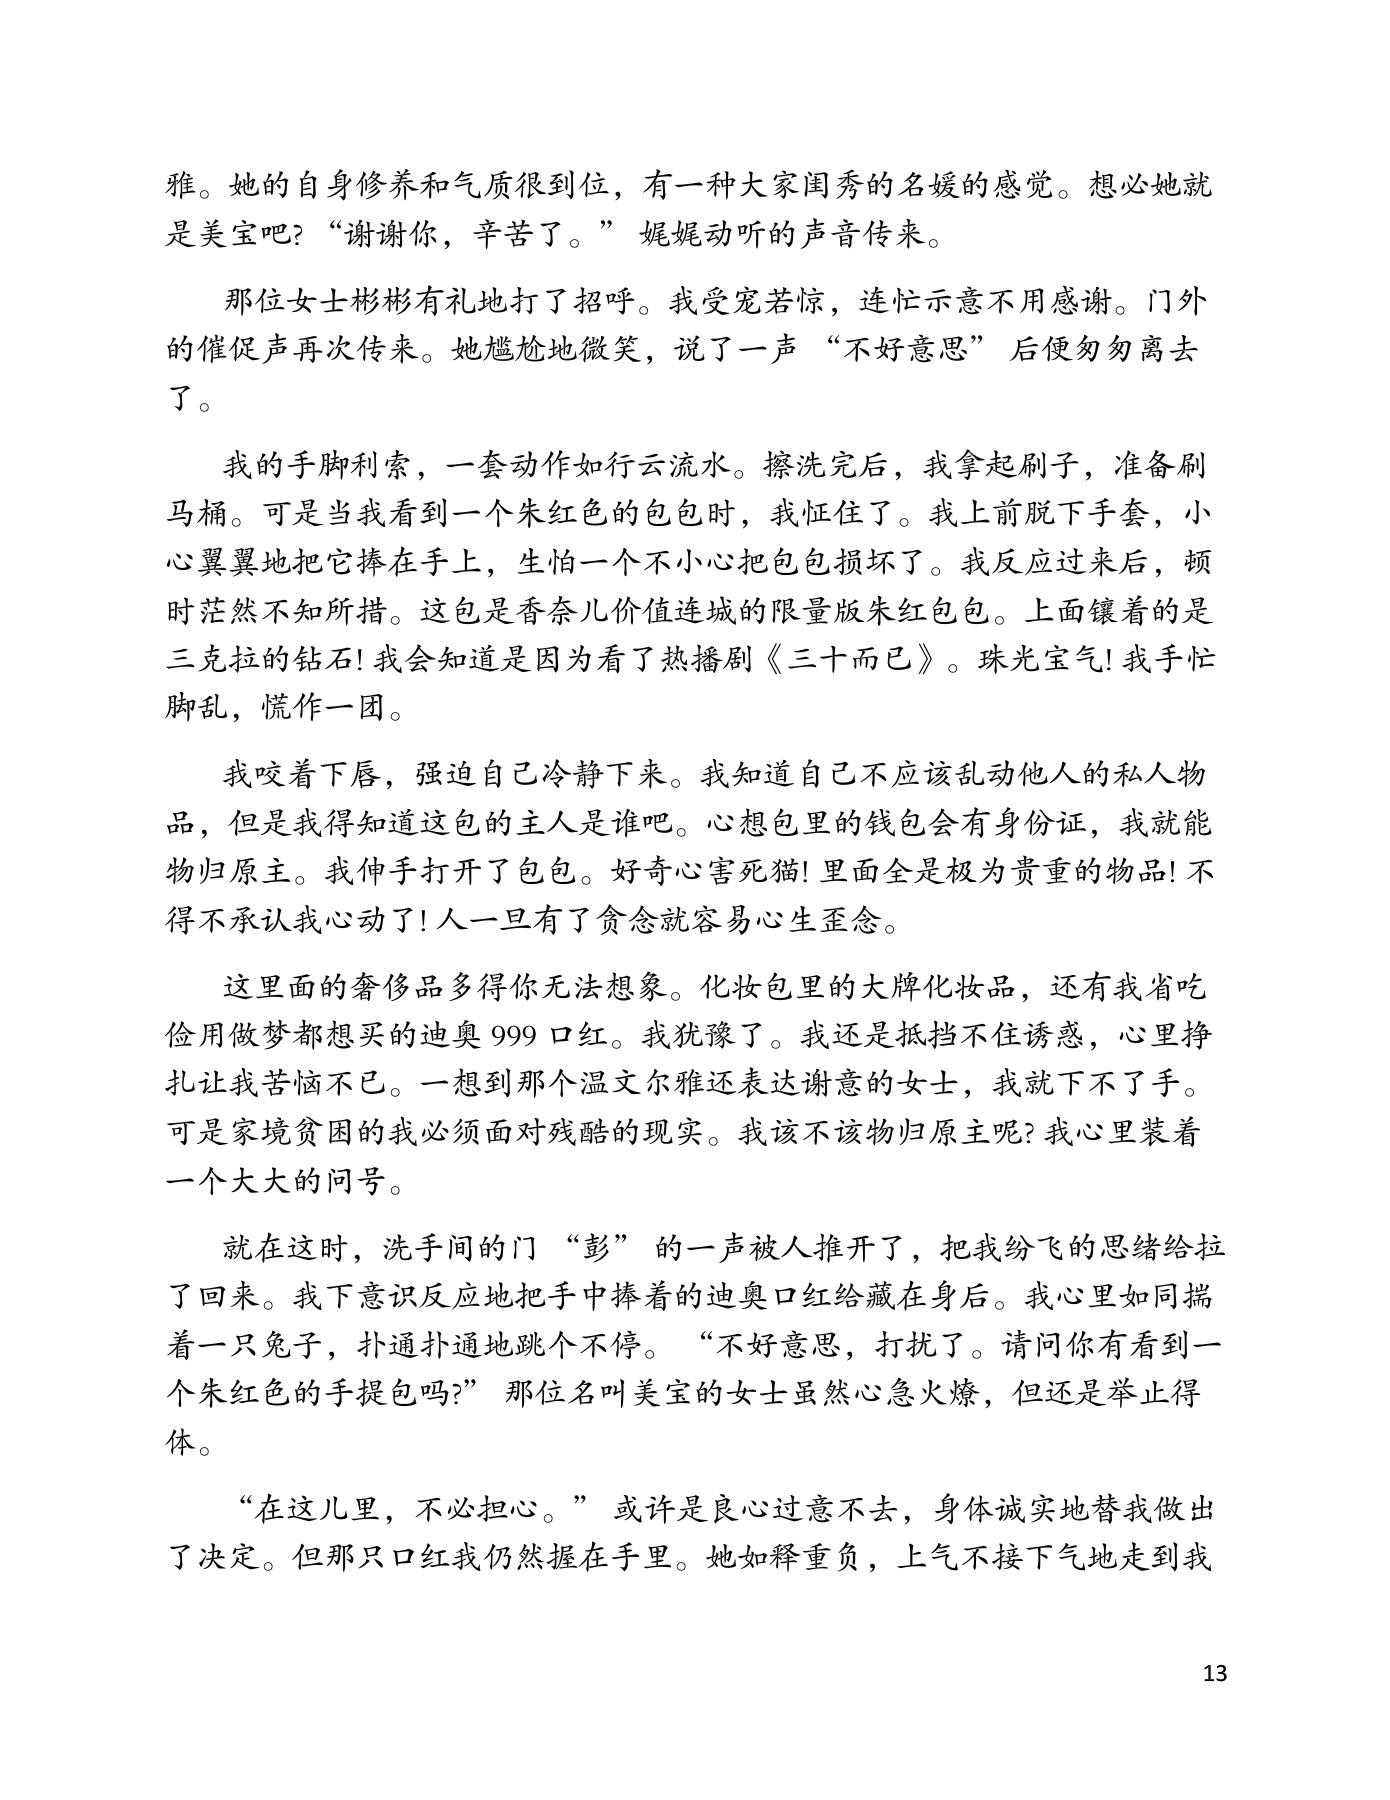 雅。她的自身修养和气质很到位，有一种大家闺秀的名媛的感觉。想必她就
是美宝吧? “谢谢你，辛苦了。” 娓娓动听的声音传来。
那位女士彬彬有礼地打了招呼。我受宠若惊，连忙示意不用感谢。门外
的催促声再次传来。她尴尬地微笑，说了一声 “不好意思” 后便匆匆离去
了。
我的手脚利索，一套动作如行云流水。擦洗完后，我拿起刷子，准备刷
马桶。可是当我看到一个朱红色的包包时，我怔住了。我上前脱下手套，小
心翼翼地把它捧在手上，生怕一个不小心把包包损坏了。我反应过来后，顿
时茫然不知所措。这包是香奈儿价值连城的限量版朱红包包。上面镶着的是
三克拉的钻石! 我会知道是因为看了热播剧《三十而已》。珠光宝气! 我手忙
脚乱，慌作一团。
我咬着下唇，强迫自己冷静下来。我知道自己不应该乱动他人的私人物
品，但是我得知道这包的主人是谁吧。心想包里的钱包会有身份证，我就能
物归原主。我伸手打开了包包。好奇心害死猫! 里面全是极为贵重的物品! 不
得不承认我心动了! 人一旦有了贪念就容易心生歪念。
这里面的奢侈品多得你无法想象。化妆包里的大牌化妆品，还有我省吃
俭用做梦都想买的迪奥 999 口红。我犹豫了。我还是抵挡不住诱惑，心里挣
扎让我苦恼不已。一想到那个温文尔雅还表达谢意的女士，我就下不了手。
可是家境贫困的我必须面对残酷的现实。我该不该物归原主呢? 我心里装着
一个大大的问号。
就在这时，洗手间的门 “彭” 的一声被人推开了，把我纷飞的思绪给拉
了回来。我下意识反应地把手中捧着的迪奥口红给藏在身后。我心里如同揣
着一只兔子，扑通扑通地跳个不停。 “不好意思，打扰了。请问你有看到一
个朱红色的手提包吗?” 那位名叫美宝的女士虽然心急火燎，但还是举止得
体。
“在这儿里，不必担心。” 或许是良心过意不去，身体诚实地替我做出
了决定。但那只口红我仍然握在手里。她如释重负，上气不接下气地走到我
13